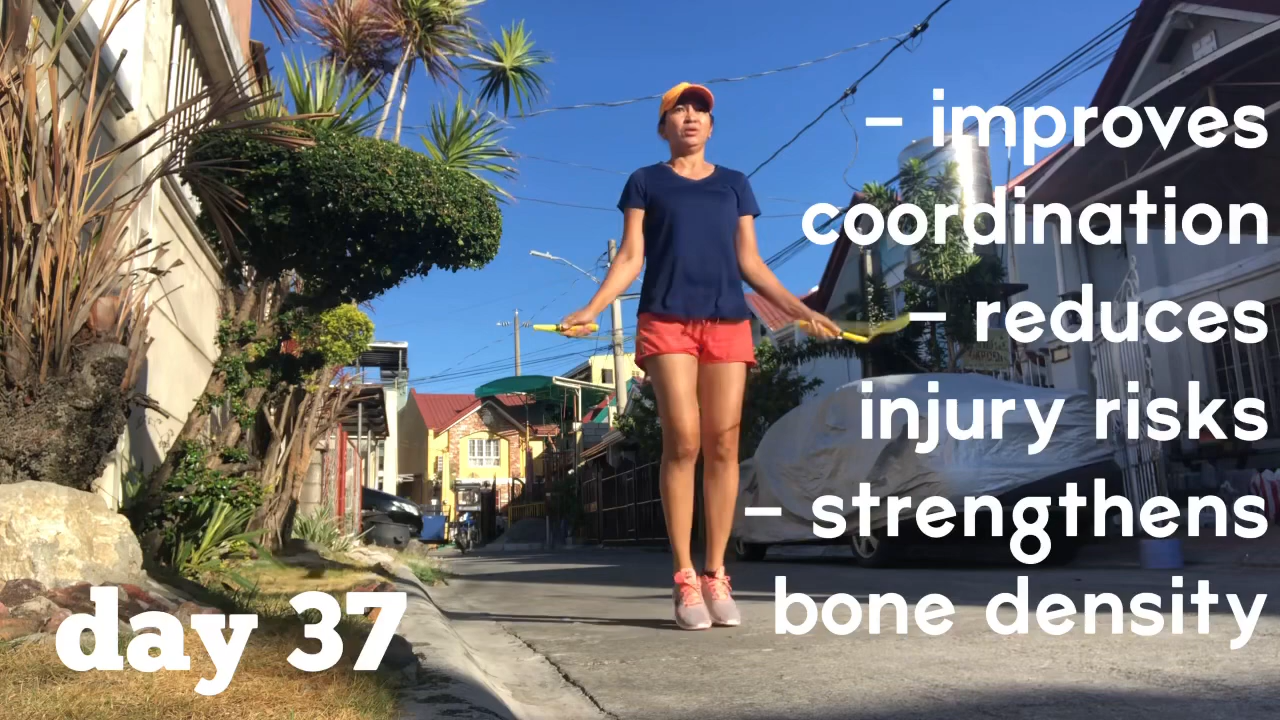 - improves
coordination
- reduces
injury risks
- strengthens
bone density
day 37